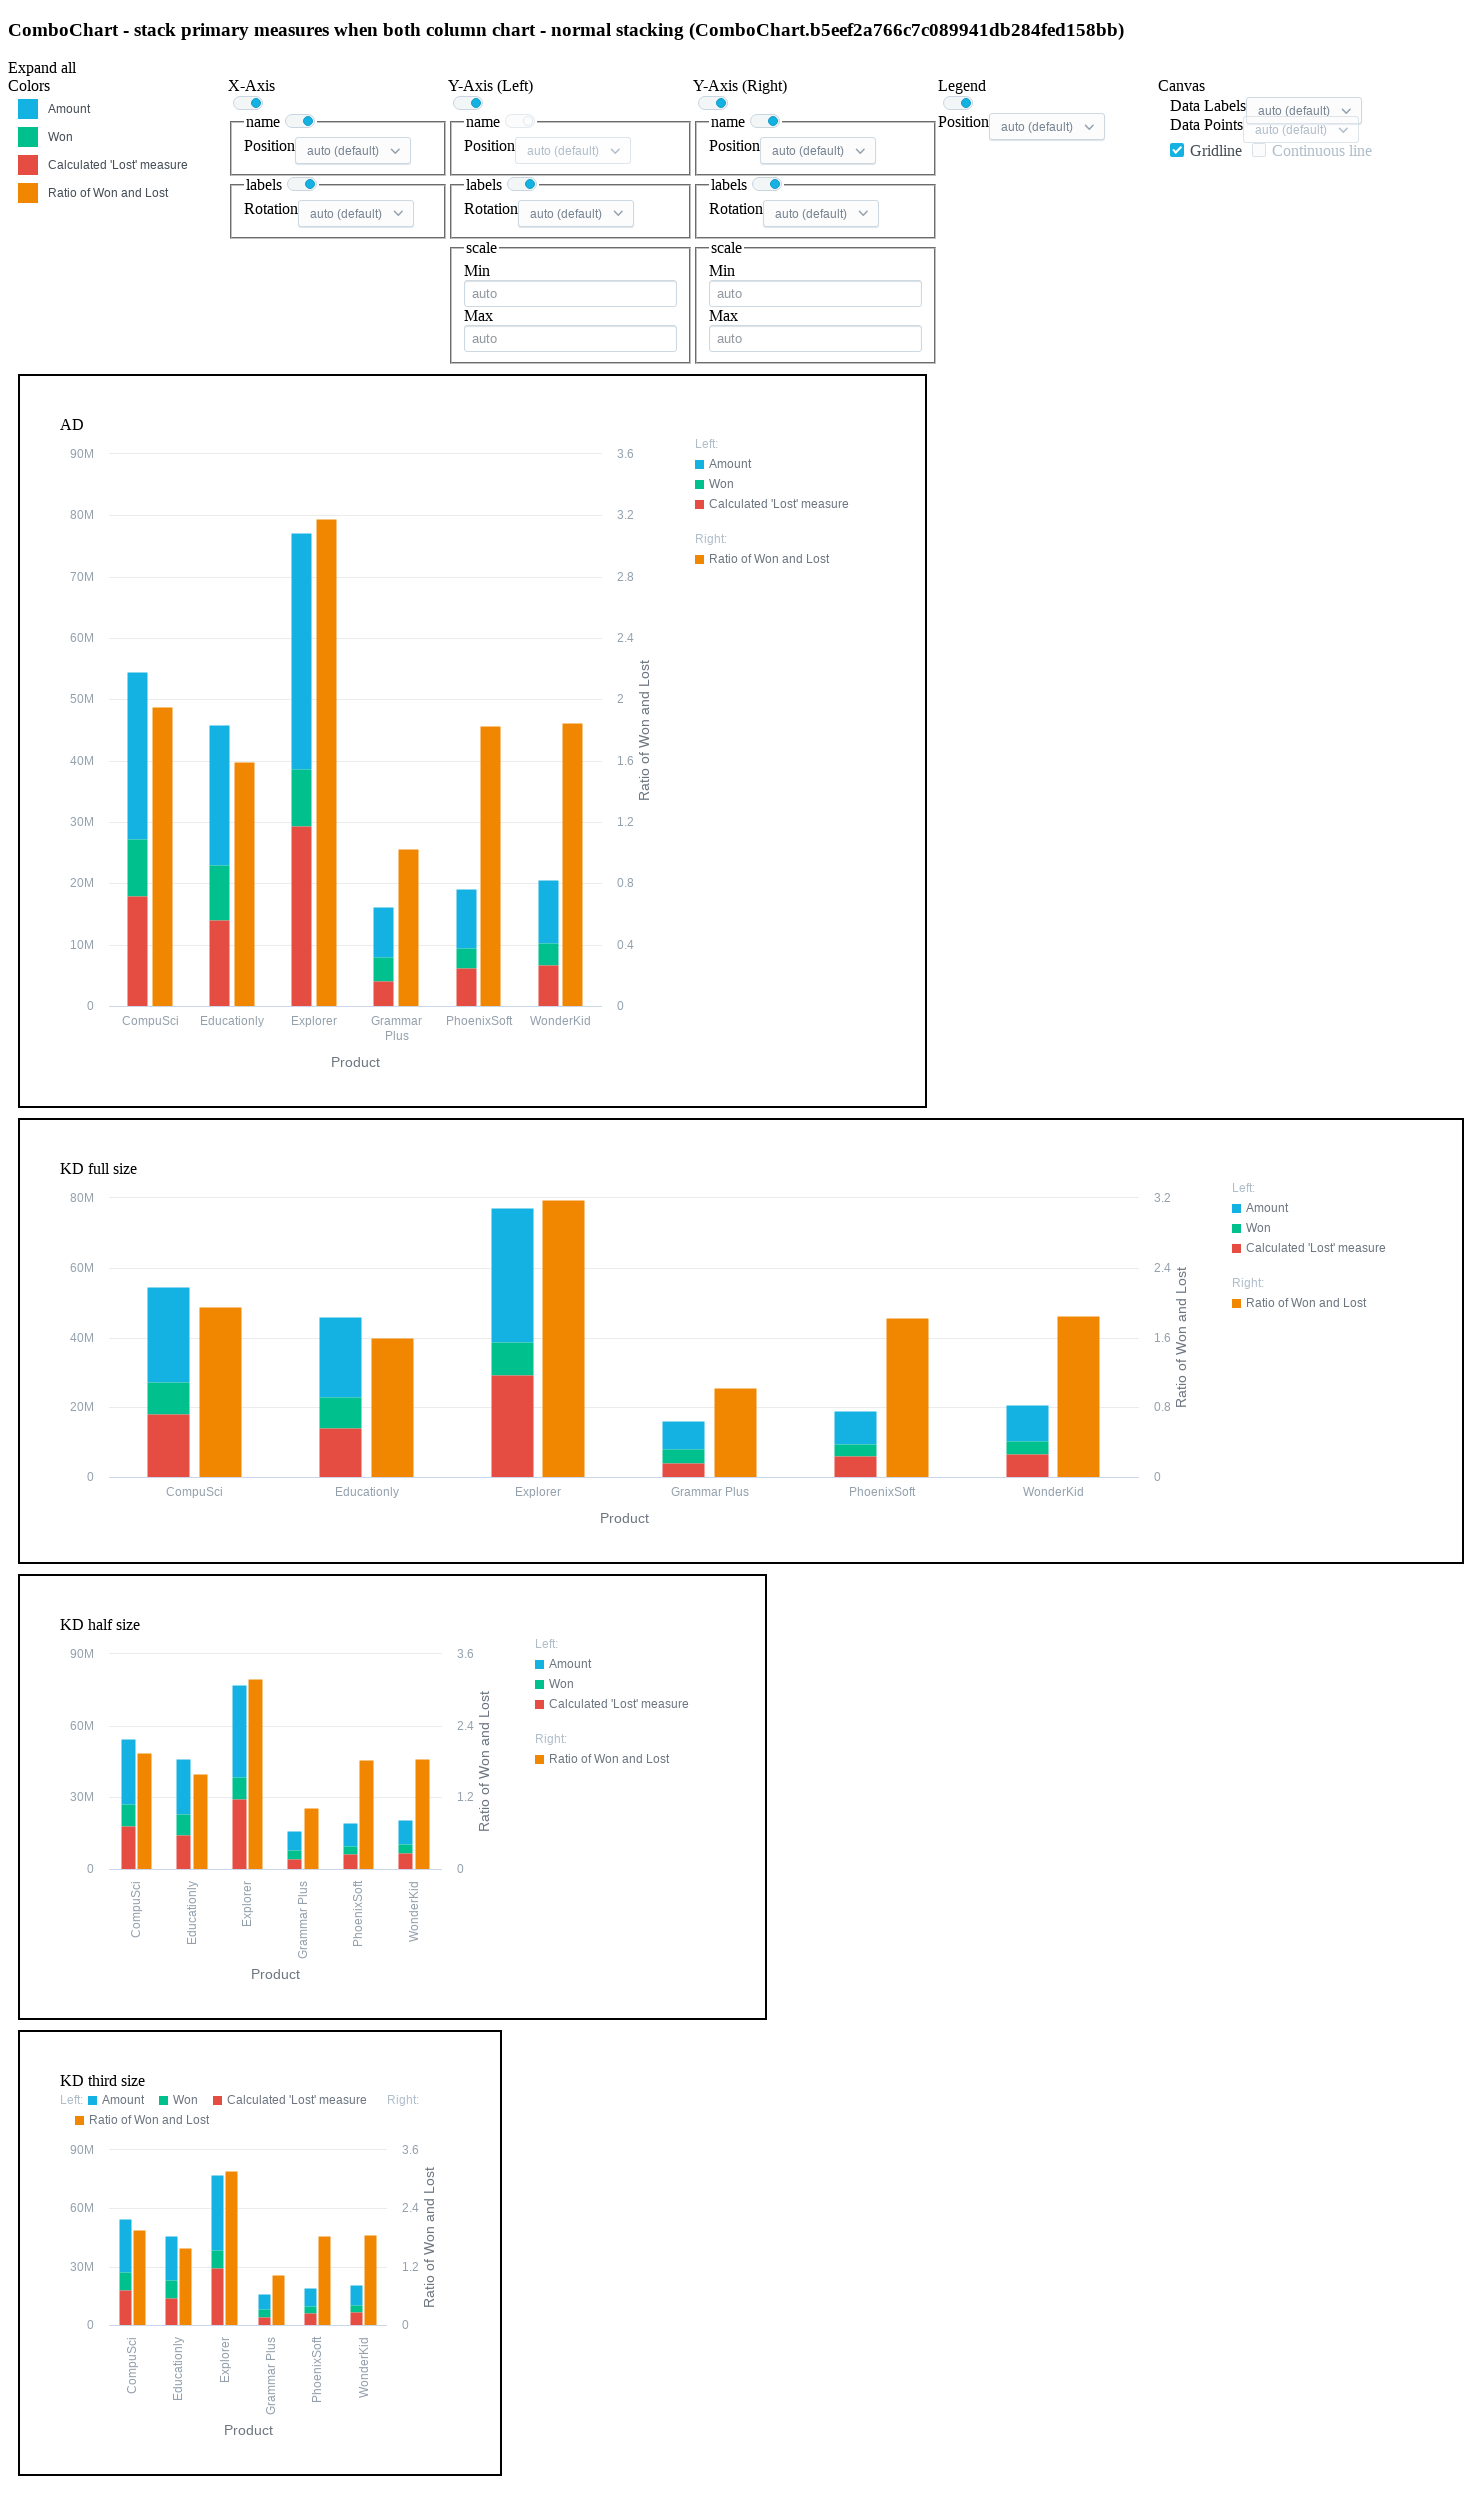 ComboChart - stack primary measures when both column chart - normal stacking (ComboChart.b5eef2a766c7c089941db284fed158bb)
Expand all
Colors
Amount
Won
Calculated 'Lost' measure
Ratio of Won and Lost
X-Axis
name
Position auto (default)
labels
Rotation auto (default)
Y-Axis (Left)
name
Position auto (default)
labels
Rotation auto (default)
scale
Min
auto
Max
auto
Y-Axis (Right)
name
Position auto (default)
labels
Rotation auto (default)
scale
Min
auto
Max
auto
Legend
Position auto (default)
Canvas
Data Labels auto (default)
Data Points auto (default)
Gridline Continuous line
AD
90M
80M
70M
60M
50M
40M
30M
20M
10M
0
CompuSci Educationly Explorer Grammar Plus PhoenixSoft WonderKid
Product
3.6
3.2
2.8
2.4
2
1.6
1.2
0.8
0.4
0
Ratio of Won and Lost
Left:
Amount
Won
Calculated 'Lost' measure
Right:
Ratio of Won and Lost
KD full size
80M
60M
40M
20M
0
CompuSci Educationly Explorer Grammar Plus PhoenixSoft WonderKid
Product
3.2
2.4
1.6
0.8
0
Ratio of Won and Lost
Left:
Amount
Won
Calculated 'Lost' measure
Right:
Ratio of Won and Lost
KD half size
90M
60M
30M
0
CompuSci Educationly Explorer Grammar Plus PhoenixSoft WonderKid
Product
3.6
2.4
1.2
0
Ratio of Won and Lost
Left:
Amount
Won
Calculated 'Lost' measure
Right:
Ratio of Won and Lost
KD third size
Left: Amount Won Calculated 'Lost' measure Right:
Ratio of Won and Lost
90M
60M
30M
0
CompuSci Educationly Explorer Grammar Plus PhoenixSoft WonderKid
Product
3.6
2.4
1.2
0
Ratio of Won and Lost